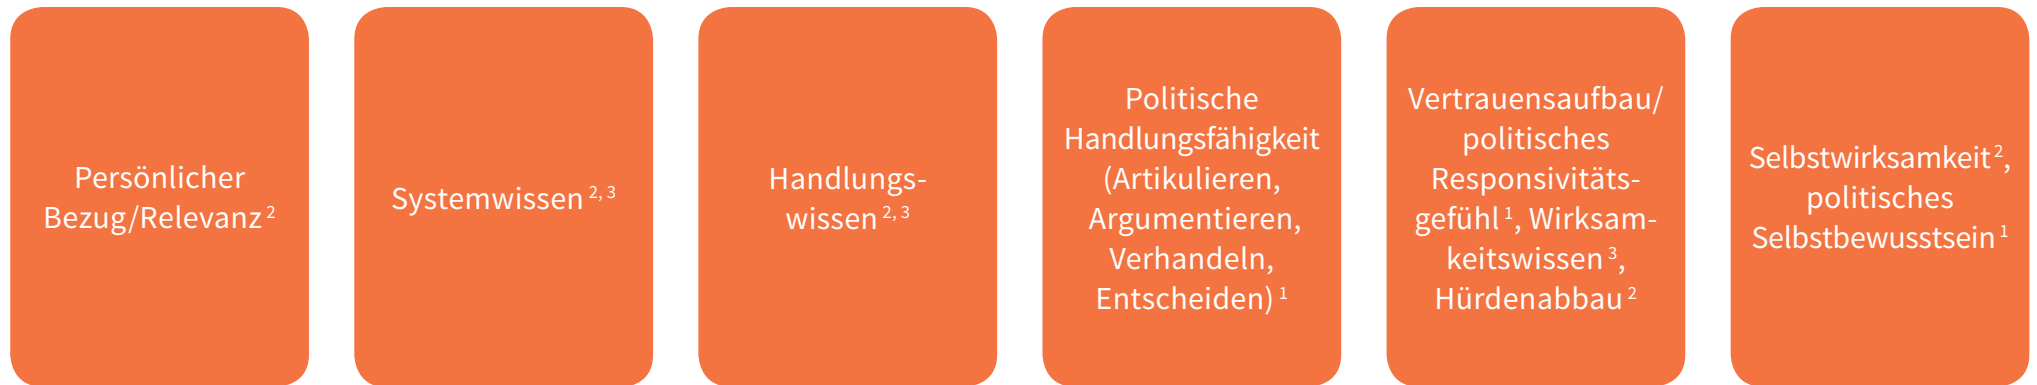 Persönlicher
Bezug/Relevanz 2
Systemwissen 2, 3
Handlungs-
wissen 2, 3
Politische
Handlungsfähigkeit
(Artikulieren,
Argumentieren,
Verhandeln,
Entscheiden) 1
Vertrauensaufbau/
politisches
Responsivitäts-
gefühl 1, Wirksam-
keitswissen 3,
Hürdenabbau 2
Selbstwirksamkeit 2,
politisches
Selbstbewusstsein 1